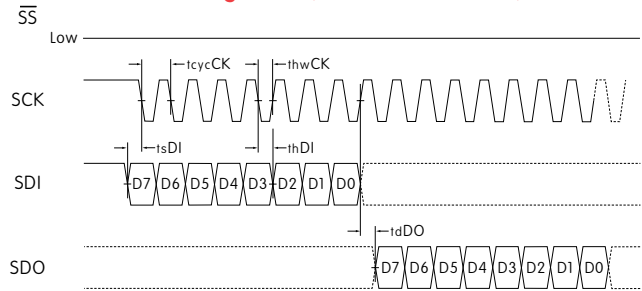 SS
Low
tcycCK
thwCK
SCK
tsDI
thDI
SDI
D7 D6 D5 D4 D3 D2 D1 D0
tdDO
SDO
D7 D6 D5 D4 D3 D2 D1 D0